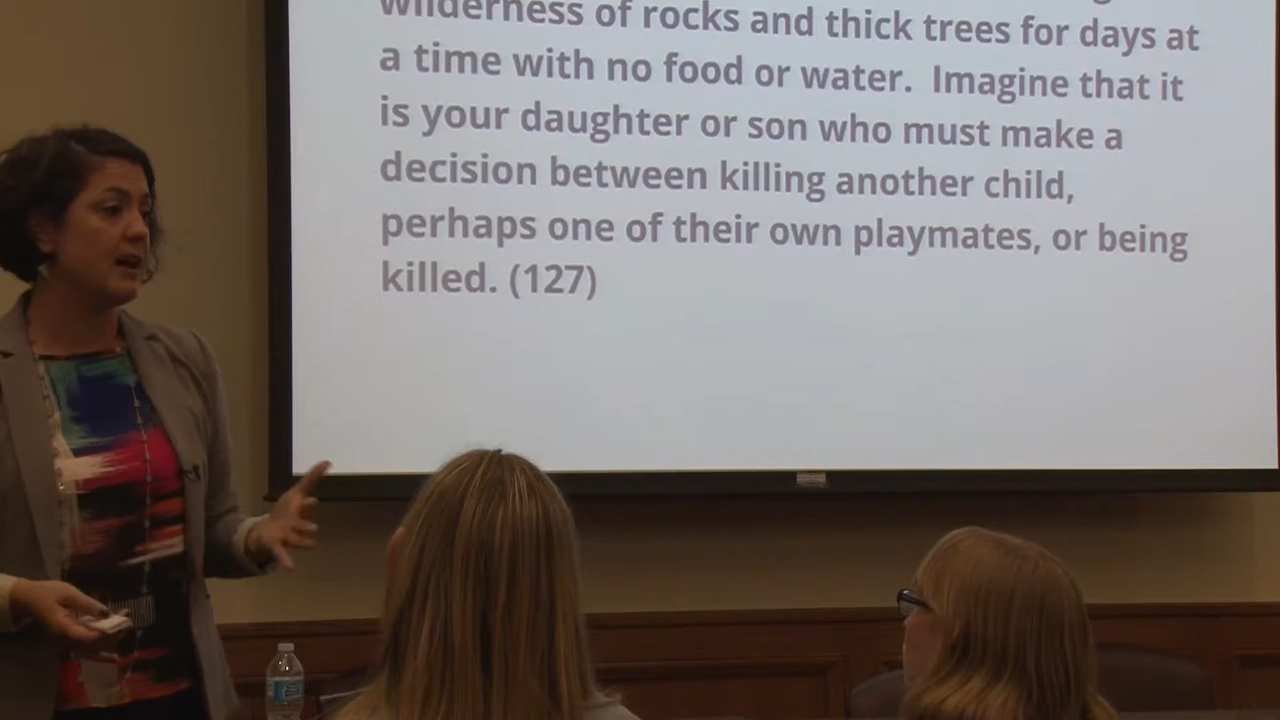 wilderness of rocks and thick trees for days at
a time with no food or water. Imagine that it
is your daughter or son who must make a
decision between killing another child,
perhaps one of their own playmates, or being
killed. (127)